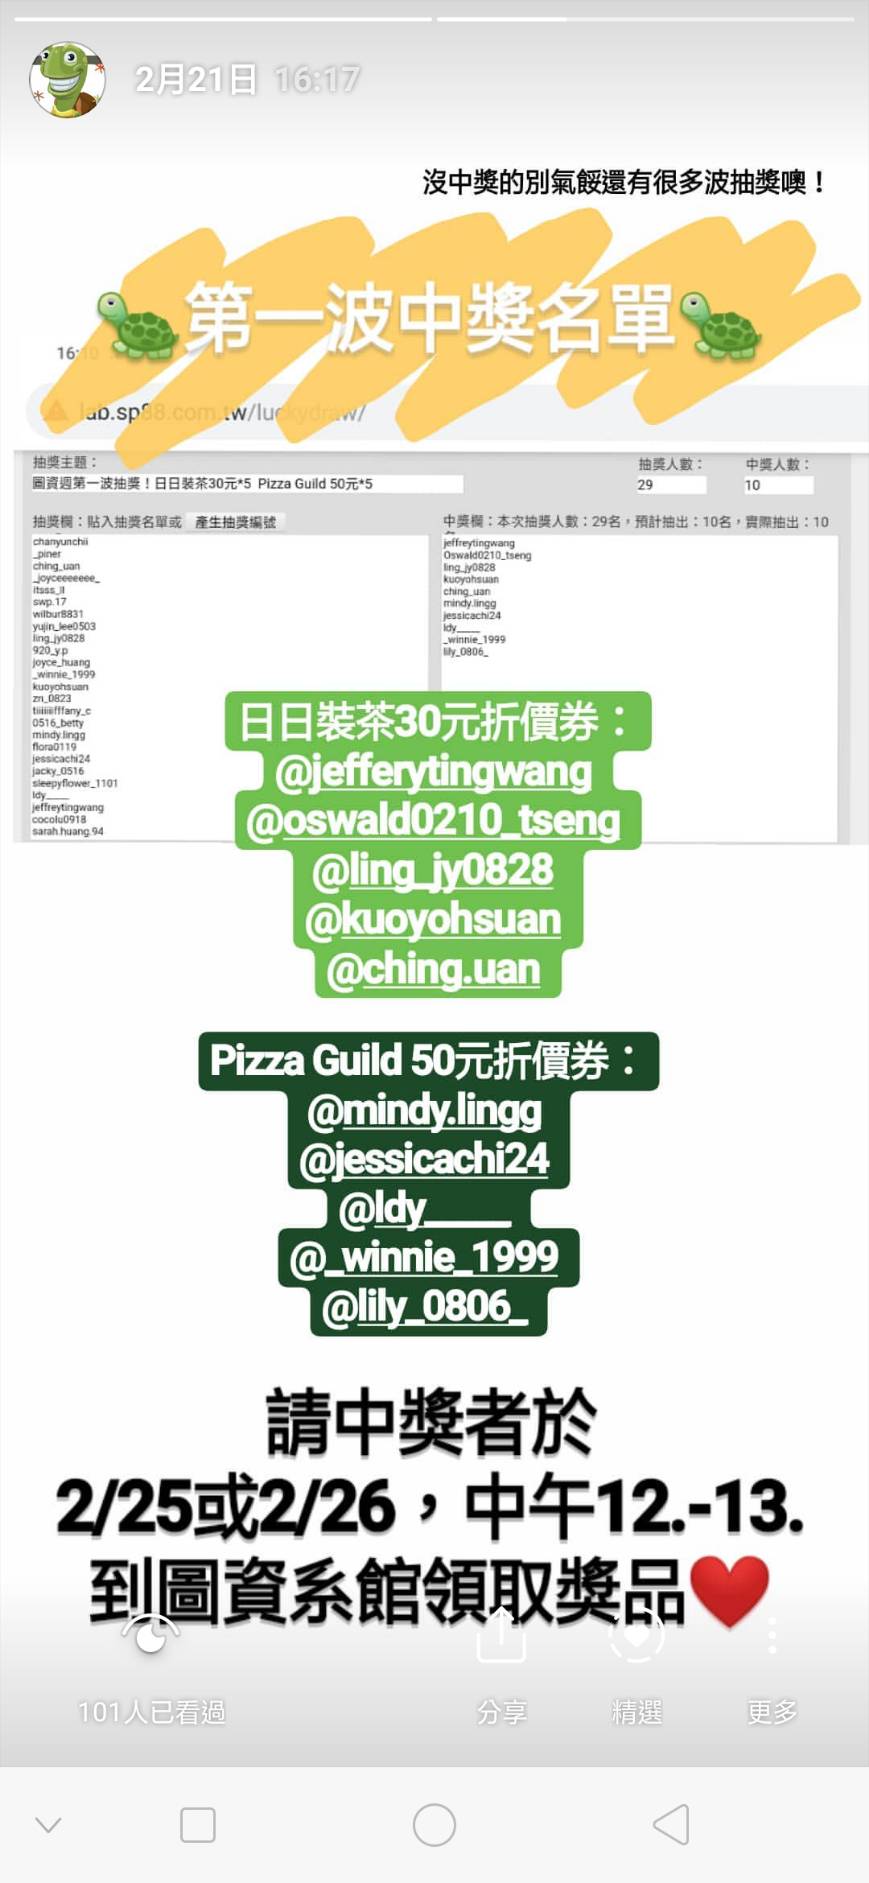 2月21日 16:17
沒中獎的別氣餒還有很多波抽獎噢！
第一波中獎名單
lab.sp88.com.tw/luckydraw/
抽獎主題：
圖資週第一波抽獎！日日裝茶30元*5 Pizza Guild 50元*5
抽獎人數：
29
中獎人數：
10
抽獎欄：貼入抽獎名單或 產生抽獎編號
chanyunchii
_piner
ching_uan
_joyceeeeeee_
itsss_ll
swp.17
wilbur8831
yujin_lee0503
ling_jy0828
920_y.p
joyce_huang
_winnie_1999
kuoyohsuan
zn_0823
tiiiiiiifffany_c
0516_betty
mindy.lingg
flora0119
jessicachi24
jacky_0516
sleepyflower_1101
ldy_____
jeffreytingwang
cocolu0918
sarah.huang.94
中獎欄：本次抽獎人數：29名，預計抽出：10名，實際抽出：10
jeffreytingwang
Oswald0210_tseng
ling_jy0828
kuoyohsuan
ching_uan
mindy.lingg
jessicachi24
ldy_____
_winnie_1999
lily_0806_
日日裝茶30元折價券：
@jefferytingwang
@oswald0210_tseng
@ling_jy0828
@kuoyohsuan
@ching.uan
Pizza Guild 50元折價券：
@mindy.lingg
@jessicachi24
@ldy_____
@_winnie_1999
@lily_0806_
請中獎者於
2/25或2/26，中午12.-13.
到圖資系館領取獎品
101人已看過
分享
精選
更多